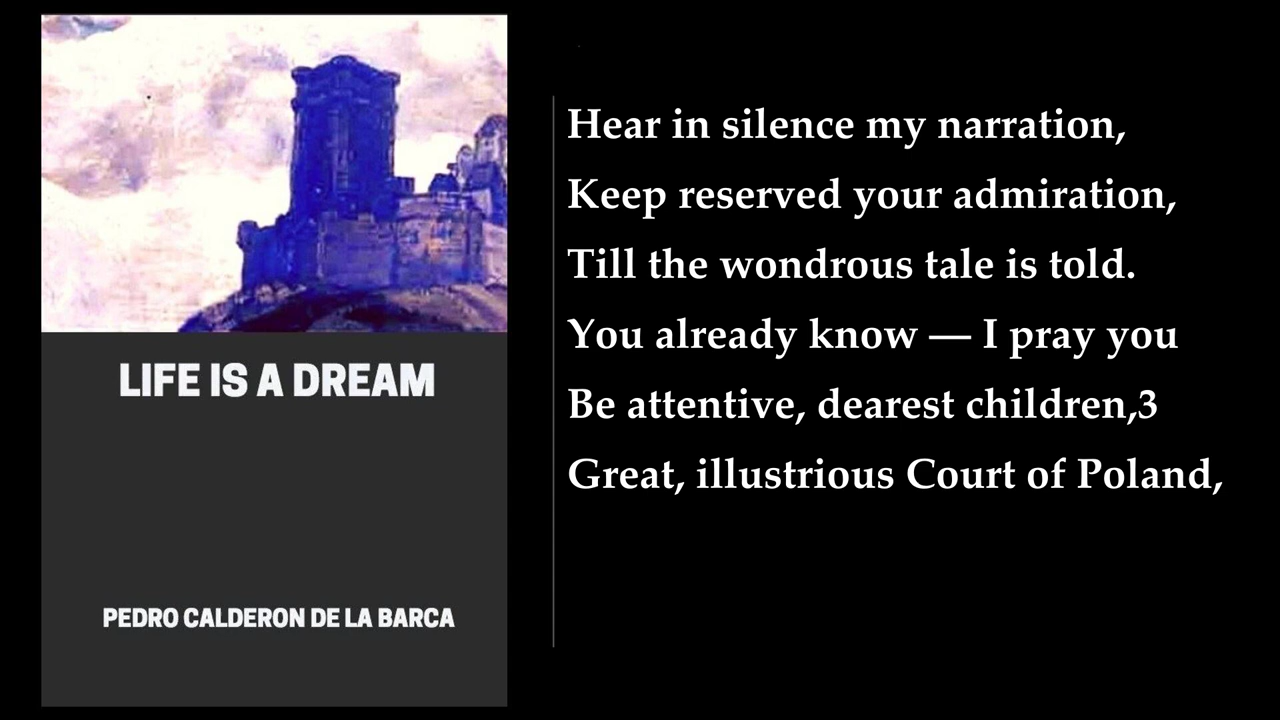 LIFE IS A DREAM
PEDRO CALDERON DE LA BARCA
Hear in silence my narration,
Keep reserved your admiration,
Till the wondrous tale is told.
You already know — I pray you
Be attentive, dearest children,3
Great, illustrious Court of Poland,